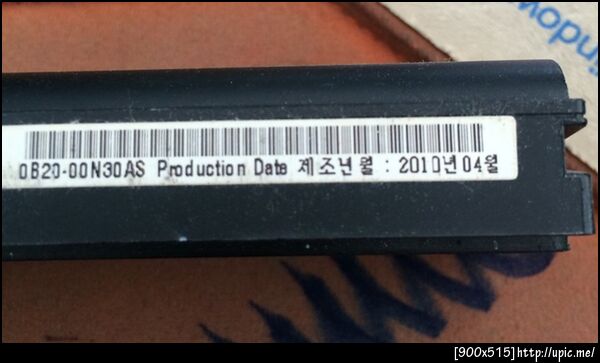 indow
0B20-00N30AS Production Date 제조년월 : 2010년 04월
[900x515]http://upic.me/